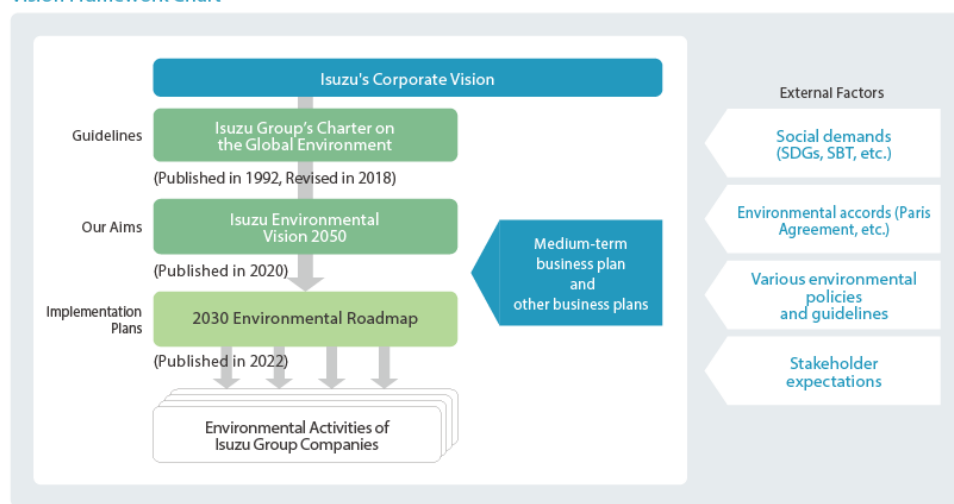 Vision Framework Chart
Isuzu's Corporate Vision
Guidelines
Isuzu Group's Charter on
the Global Environment
(Published in 1992, Revised in 2018)
Our Aims
Isuzu Environmental
Vision 2050
(Published in 2020)
Implementation
Plans
2030 Environmental Roadmap
(Published in 2022)
Environmental Activities of
Isuzu Group Companies
Medium-term
business plan
and
other business plans
External Factors
Social demands
(SDGs, SBT, etc.)
Environmental accords (Paris
Agreement, etc.)
Various environmental
policies
and guidelines
Stakeholder
expectations